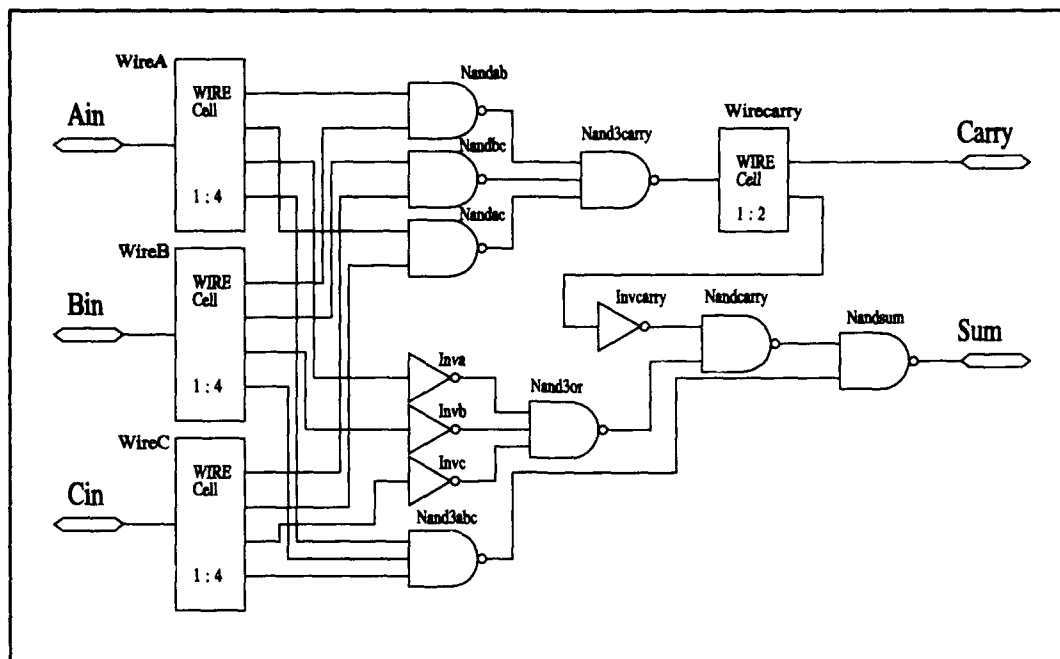 WireA
WIRE
Cell
1 : 4
Ain
Nandab
Nandbc
Nandac
Nand3carry
Wirecarry
WIRE
Cell
1 : 2
Carry
WireB
WIRE
Cell
1 : 4
Bin
Invcarry
Nandcarry
Nandsum
Sum
Inva
Invb
Invc
Nand3or
WireC
WIRE
Cell
1 : 4
Cin
Nand3abc